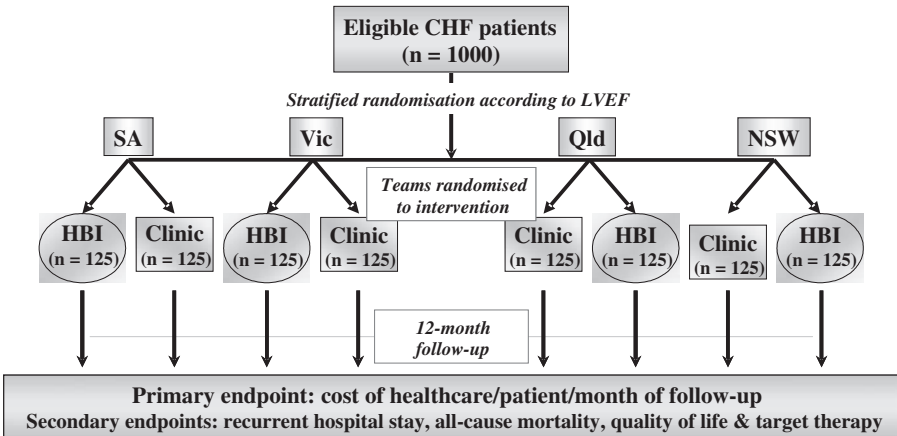 Eligible CHF patients
(n = 1000)
Stratified randomisation according to LVEF
SA
Vic
Qld
NSW
Teams randomised
to intervention
HBI
(n = 125)
Clinic
(n = 125)
HBI
(n = 125)
Clinic
(n = 125)
Clinic
(n = 125)
HBI
(n = 125)
Clinic
(n = 125)
HBI
(n = 125)
12-month
follow-up
Primary endpoint: cost of healthcare/patient/month of follow-up
Secondary endpoints: recurrent hospital stay, all-cause mortality, quality of life & target therapy